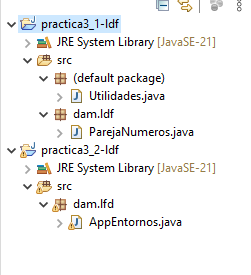 practica3_1-ldf
JRE System Library [JavaSE-21]
src
(default package)
Utilidades.java
dam.ldf
ParejaNumeros.java
practica3_2-ldf
JRE System Library [JavaSE-21]
src
dam.lfd
AppEntornos.java